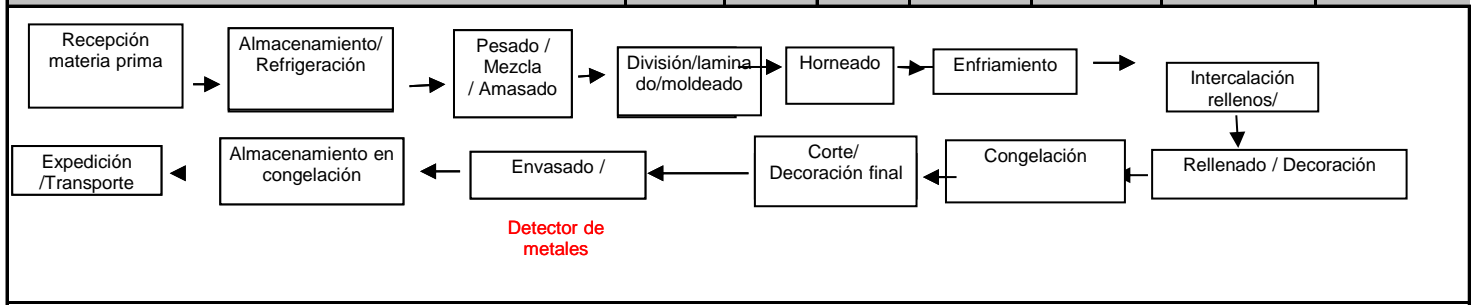 Recepción
materia prima
Almacenamiento/
Refrigeración
Pesado /
Mezcla
/ Amasado
División/lamina
do/moldeado
Horneado
Enfriamiento
Intercalación
rellenos/
Rellenado / Decoración
Congelación
Corte/
Decoración final
Envasado /
Detector de
metales
Almacenamiento en
congelación
Expedición
/Transporte